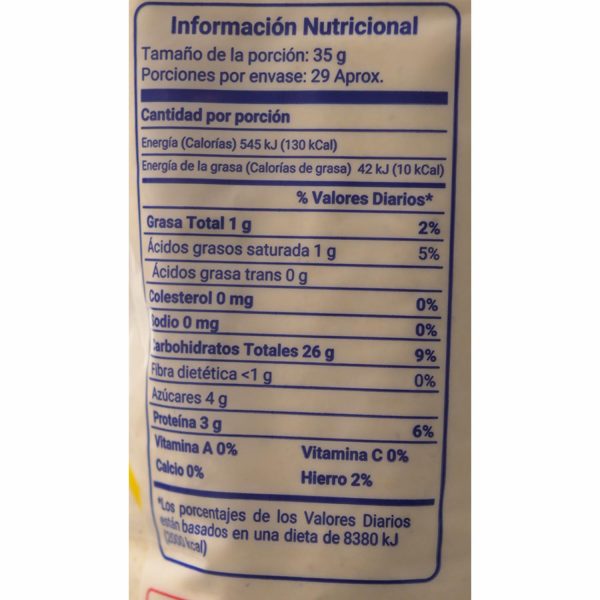 Información Nutricional
Tamaño de la porción: 35 g
Porciones por envase: 29 Aprox.
Cantidad por porción
Energía (Calorías) 545 kJ (130 kCal)
Energía de la grasa (Calorías de grasa) 42 kJ (10 kCal)
% Valores Diarios*
Grasa Total 1 g 2%
Ácidos grasos saturada 1 g 5%
Ácidos grasa trans 0 g
Colesterol 0 mg 0%
Sodio 0 mg 0%
Carbohidratos Totales 26 g 9%
Fibra dietética <1 g 0%
Azúcares 4 g
Proteína 3 g 6%
Vitamina A 0% Vitamina C 0%
Calcio 0% Hierro 2%
*Los porcentajes de los Valores Diarios
están basados en una dieta de 8380 kJ
(2000 kcal)